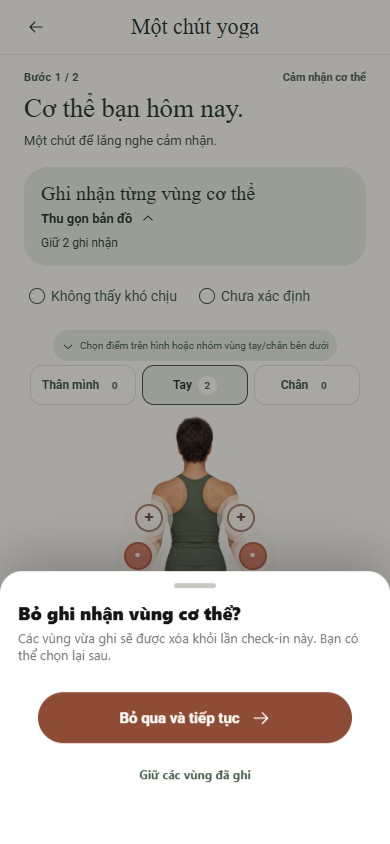 Một chút yoga
Bước 1 / 2
Cảm nhận cơ thể
Cơ thể bạn hôm nay.
Một chút để lắng nghe cảm nhận.
Ghi nhận từng vùng cơ thể
Thu gọn bản đồ
Giữ 2 ghi nhận
Không thấy khó chịu
Chưa xác định
Chọn điểm trên hình hoặc nhóm vùng tay/chân bên dưới
Thân mình 0
Tay 2
Chân 0
Bỏ ghi nhận vùng cơ thể?
Các vùng vừa ghi sẽ được xóa khỏi lần check-in này. Bạn có
thể chọn lại sau.
Bỏ qua và tiếp tục
Giữ các vùng đã ghi